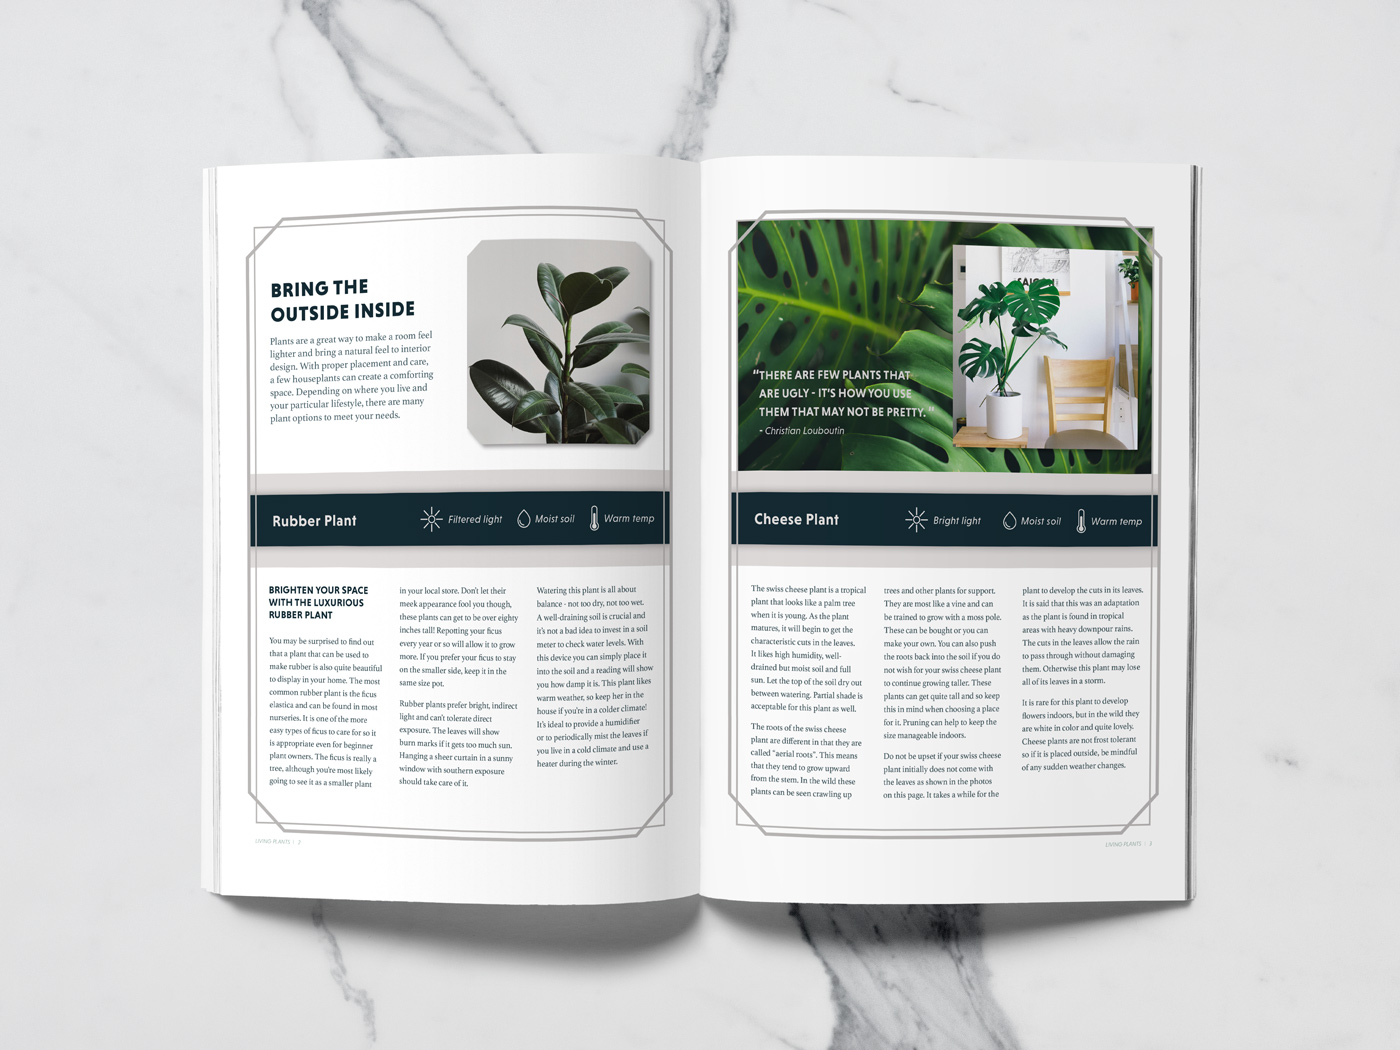 BRING THE
OUTSIDE INSIDE
Plants are a great way to make a room feel
lighter and bring a natural feel to interior
design. With proper placement and care,
a few houseplants can create a comforting
space. Depending on where you live and
your particular lifestyle, there are many
plant options to meet your needs.
Rubber Plant
Filtered light
Moist soil
Warm temp
BRIGHTEN YOUR SPACE
WITH THE LUXURIOUS
RUBBER PLANT
You may be surprised to find out
that a plant that can be used to
make rubber is also quite beautiful
to display in your home. The most
common rubber plant is the ficus
elastica and can be found in most
nurseries. It is one of the more
easy types of ficus to care for so it
is appropriate even for beginner
plant owners. The ficus is really a
tree, although you're most likely
going to see it as a smaller plant
in your local store. Don't let their
meek appearance fool you though,
these plants can get to be over eighty
inches tall! Repotting your ficus
every year or so will allow it to grow
more. If you prefer your ficus to stay
on the smaller side, keep it in the
same size pot.
Rubber plants prefer bright, indirect
light and can't tolerate direct
exposure. The leaves will show
burn marks if it gets too much sun.
Hanging a sheer curtain in a sunny
window with southern exposure
should take care of it.
Watering this plant is all about
balance - not too dry, not too wet.
A well-draining soil is crucial and
it's not a bad idea to invest in a soil
meter to check water levels. With
this device you can simply place it
into the soil and a reading will show
you how damp it is. This plant likes
warm weather, so keep her in the
house if you're in a colder climate!
It's ideal to provide a humidifier
or to periodically mist the leaves if
you live in a cold climate and use a
heater during the winter.
LIVING PLANTS | 2
"THERE ARE FEW PLANTS THAT
ARE UGLY - IT'S HOW YOU USE
THEM THAT MAY NOT BE PRETTY."
- Christian Louboutin
Cheese Plant
Bright light
Moist soil
Warm temp
The swiss cheese plant is a tropical
plant that looks like a palm tree
when it is young. As the plant
matures, it will begin to get the
characteristic cuts in the leaves.
It likes high humidity, well-
drained but moist soil and full
sun. Let the top of the soil dry out
between watering. Partial shade is
acceptable for this plant as well.
The roots of the swiss cheese
plant are different in that they are
called "aerial roots". This means
that they tend to grow upward
from the stem. In the wild these
plants can be seen crawling up
trees and other plants for support.
They are most like a vine and can
be trained to grow with a moss pole.
These can be bought or you can
make your own. You can also push
the roots back into the soil if you do
not wish for your swiss cheese plant
to continue growing taller. These
plants can get quite tall and so keep
this in mind when choosing a place
for it. Pruning can help to keep the
size manageable indoors.
Do not be upset if your swiss cheese
plant initially does not come with
the leaves as shown in the photos
on this page. It takes a while for the
plant to develop the cuts in its leaves.
It is said that this was an adaptation
as the plant is found in tropical
areas with heavy downpour rains.
The cuts in the leaves allow the rain
to pass through without damaging
them. Otherwise this plant may lose
all of its leaves in a storm.
It is rare for this plant to develop
flowers indoors, but in the wild they
are white in color and quite lovely.
Cheese plants are not frost tolerant
so if it is placed outside, be mindful
of any sudden weather changes.
LIVING PLANTS | 3